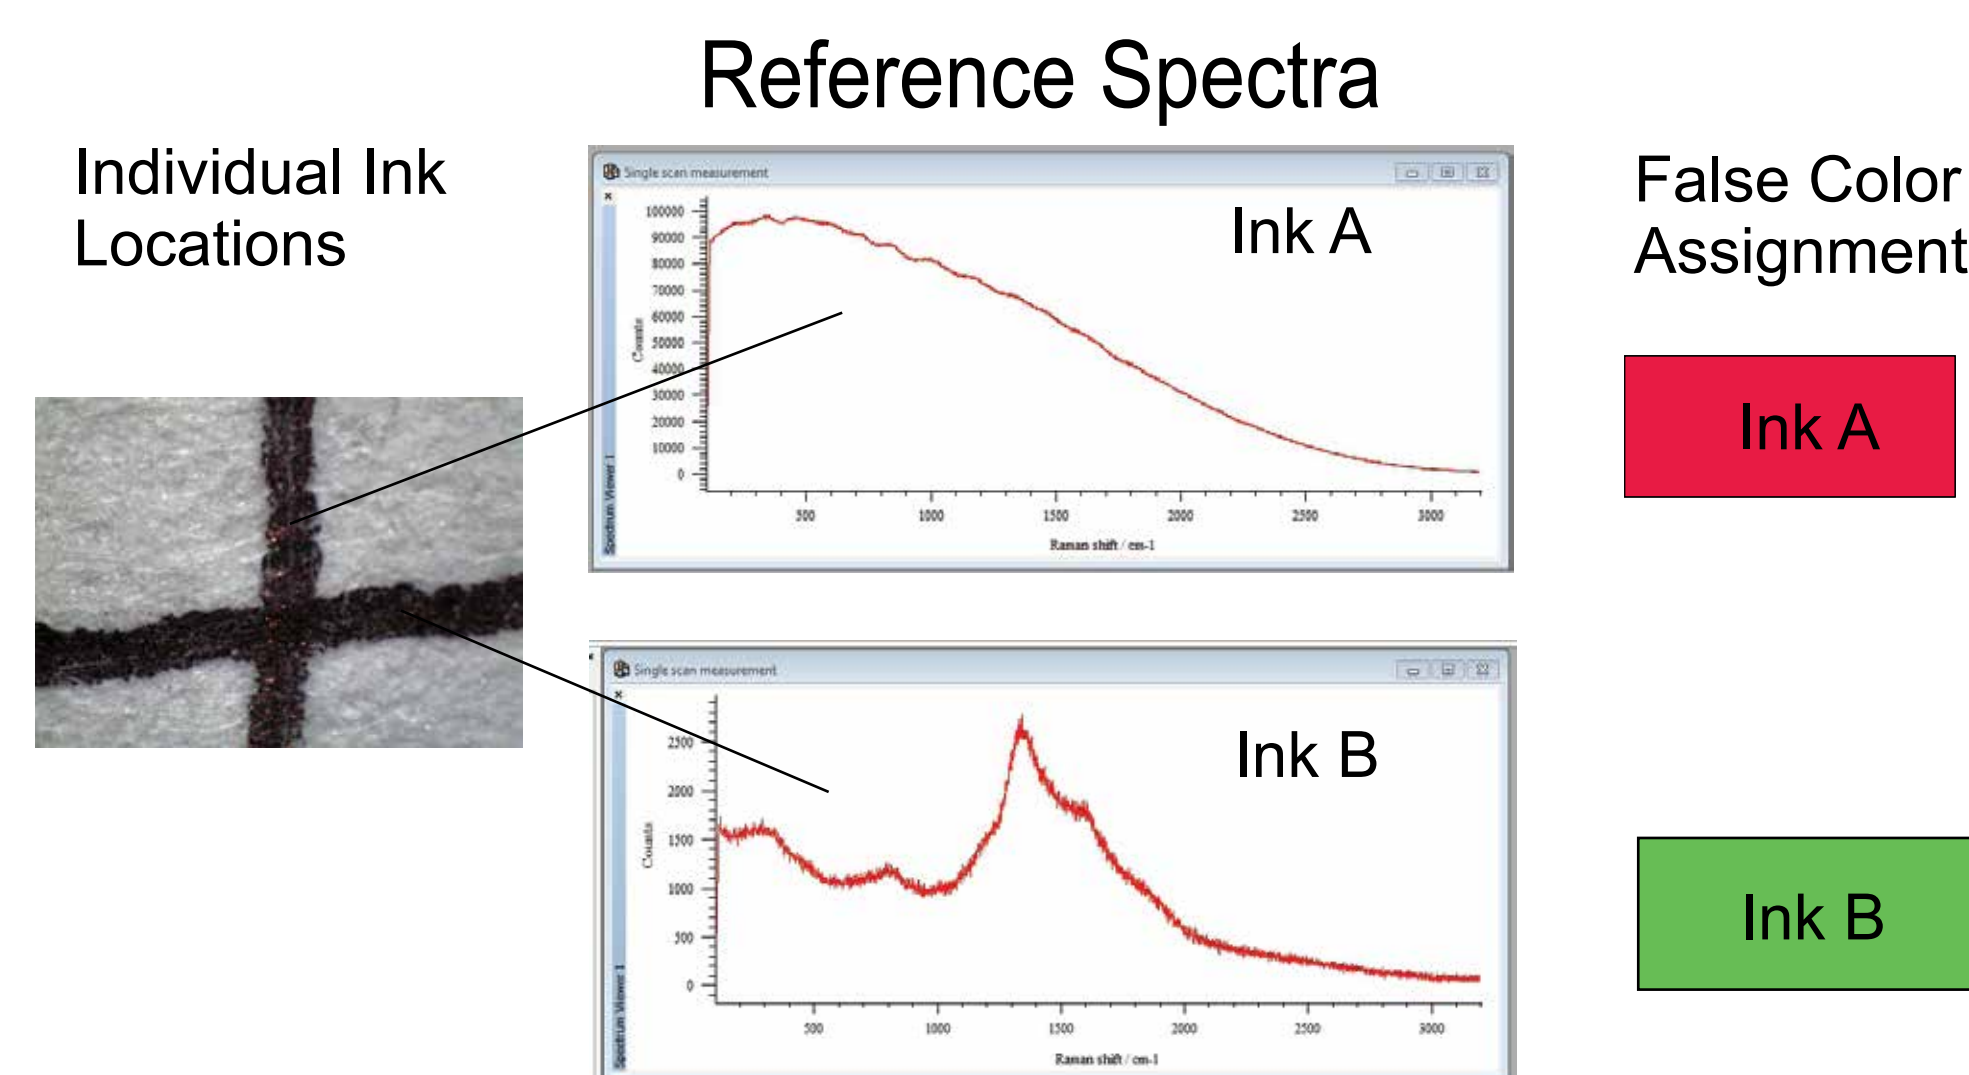 Reference Spectra
Individual Ink
Locations
Single scan measurement
Ink A
100000
90000
80000
70000
60000
50000
40000
30000
20000
10000
0
Counts
Spectrum Viewer 1
500 1000 1500 2000 2500 3000
Raman shift / cm-1
False Color
Assignment
Ink A
Single scan measurement
Ink B
2500
2000
1500
1000
500
0
Counts
Spectrum Viewer 1
500 1000 1500 2000 2500 3000
Raman shift / cm-1
Ink B